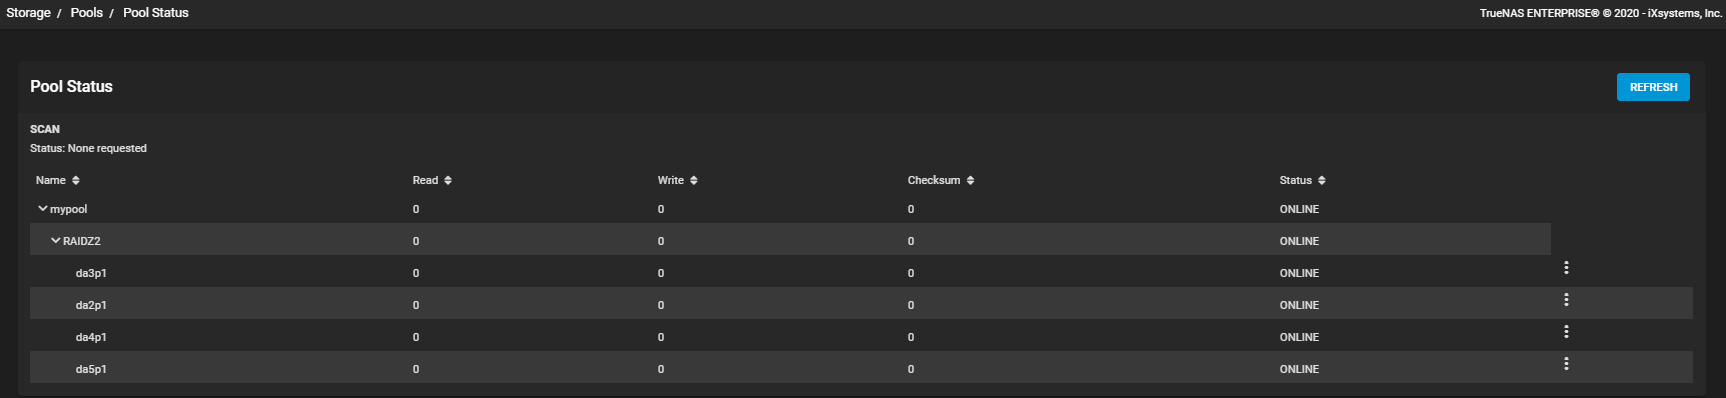 Storage / Pools / Pool Status TrueNAS ENTERPRISE® © 2020 - iXsystems, Inc.
Pool Status REFRESH
SCAN
Status: None requested
Name Read Write Checksum Status
mypool 0 0 0 ONLINE
RAIDZ2 0 0 0 ONLINE
da3p1 0 0 0 ONLINE
da2p1 0 0 0 ONLINE
da4p1 0 0 0 ONLINE
da5p1 0 0 0 ONLINE